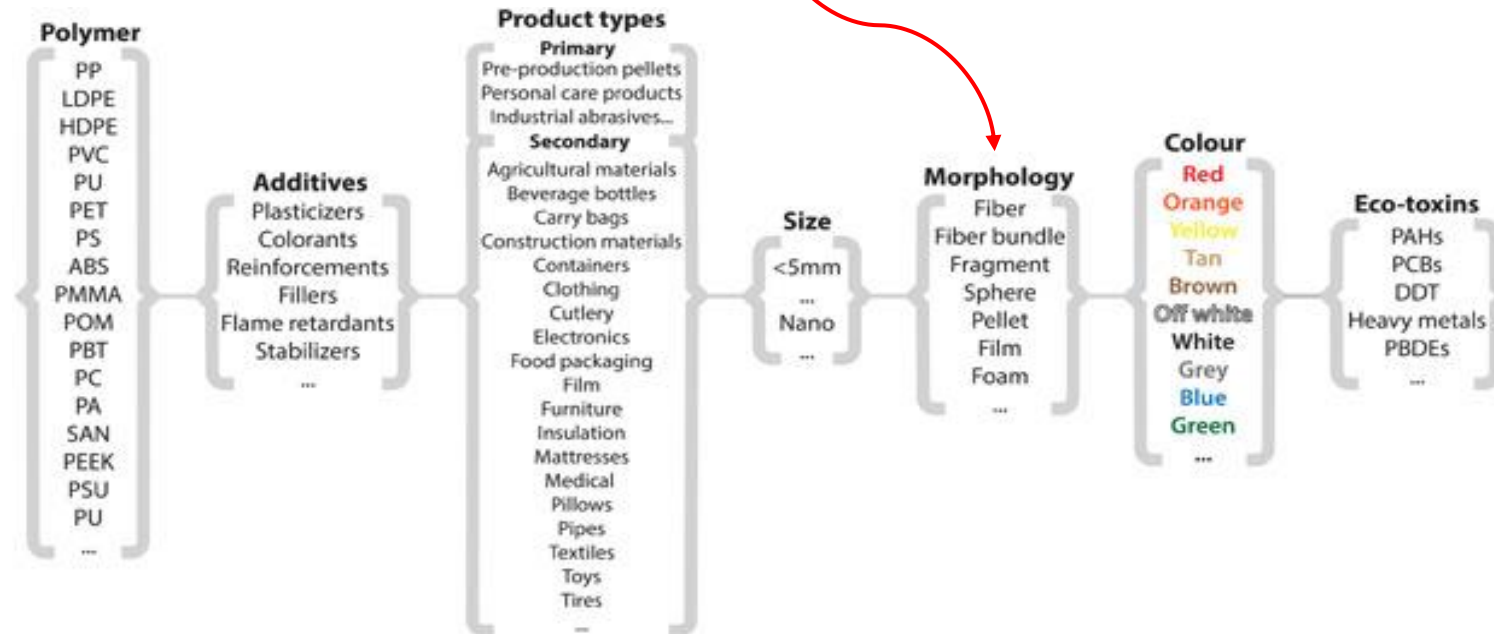 Polymer
PP
LDPE
HDPE
PVC
PU
PET
PS
ABS
PMMA
POM
PBT
PC
PA
SAN
PEEK
PSU
PU
...
Additives
Plasticizers
Colorants
Reinforcements
Fillers
Flame retardants
Stabilizers
...
Product types
Primary
Pre-production pellets
Personal care products
Industrial abrasives...
Secondary
Agricultural materials
Beverage bottles
Carry bags
Construction materials
Containers
Clothing
Cutlery
Electronics
Food packaging
Film
Furniture
Insulation
Mattresses
Medical
Pillows
Pipes
Textiles
Toys
Tires
...
Size
<5mm
...
Nano
...
Morphology
Fiber
Fiber bundle
Fragment
Sphere
Pellet
Film
Foam
...
Colour
Red
Orange
Yellow
Tan
Brown
Off white
White
Grey
Blue
Green
...
Eco-toxins
PAHs
PCBs
DDT
Heavy metals
PBDEs
...